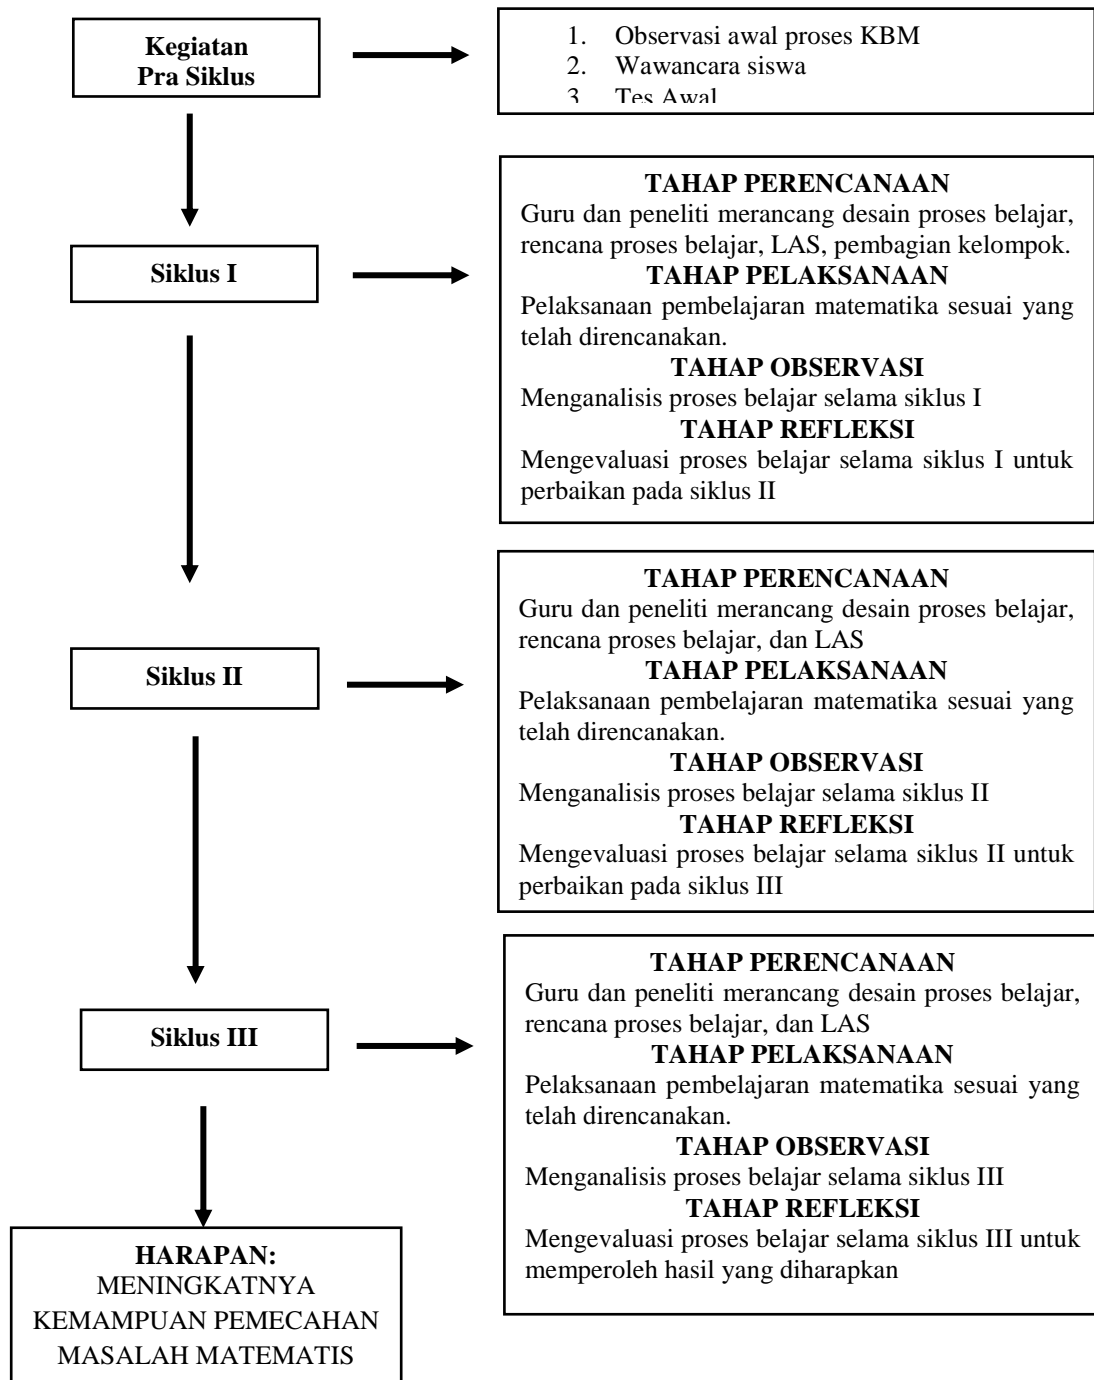 Kegiatan
Pra Siklus
1. Observasi awal proses KBM
2. Wawancara siswa
3. Tes Awal
Siklus I
TAHAP PERENCANAAN
Guru dan peneliti merancang desain proses belajar,
rencana proses belajar, LAS, pembagian kelompok.
TAHAP PELAKSANAAN
Pelaksanaan pembelajaran matematika sesuai yang
telah direncanakan.
TAHAP OBSERVASI
Menganalisis proses belajar selama siklus I
TAHAP REFLEKSI
Mengevaluasi proses belajar selama siklus I untuk
perbaikan pada siklus II
Siklus II
TAHAP PERENCANAAN
Guru dan peneliti merancang desain proses belajar,
rencana proses belajar, dan LAS
TAHAP PELAKSANAAN
Pelaksanaan pembelajaran matematika sesuai yang
telah direncanakan.
TAHAP OBSERVASI
Menganalisis proses belajar selama siklus II
TAHAP REFLEKSI
Mengevaluasi proses belajar selama siklus II untuk
perbaikan pada siklus III
Siklus III
TAHAP PERENCANAAN
Guru dan peneliti merancang desain proses belajar,
rencana proses belajar, dan LAS
TAHAP PELAKSANAAN
Pelaksanaan pembelajaran matematika sesuai yang
telah direncanakan.
TAHAP OBSERVASI
Menganalisis proses belajar selama siklus III
TAHAP REFLEKSI
Mengevaluasi proses belajar selama siklus III untuk
memperoleh hasil yang diharapkan
HARAPAN:
MENINGKATNYA
KEMAMPUAN PEMECAHAN
MASALAH MATEMATIS